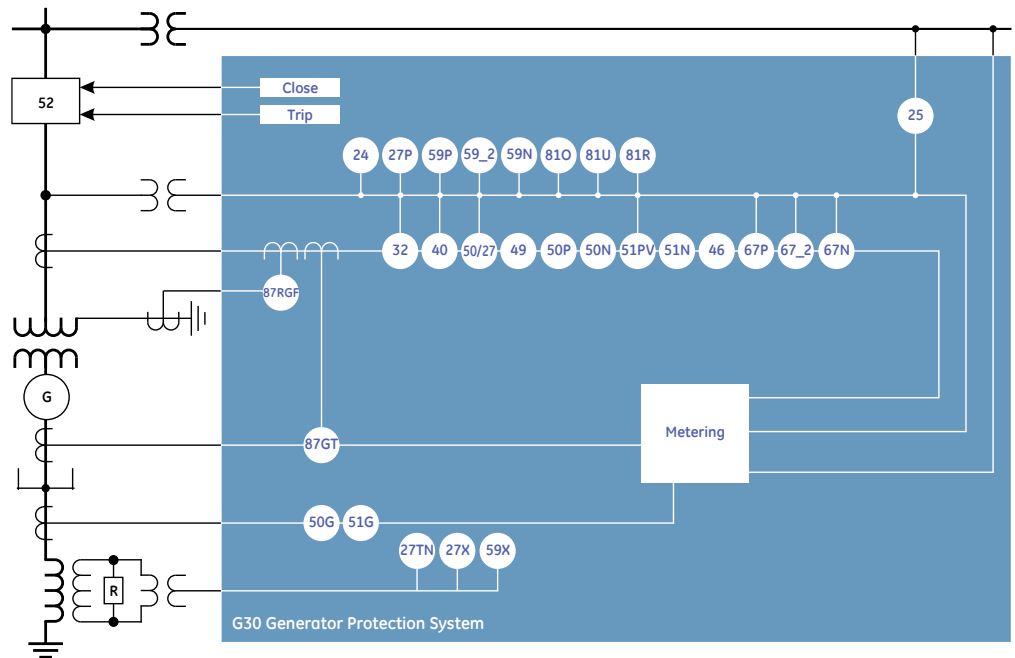 52
Close
Trip
25
24 27P 59P 59_2 59N 81O 81U 81R
32 40 50/27 49 50P 50N 51PV 51N 46 67P 67_2 67N
87RGF
G
Metering
87GT
50G 51G
27TN 27X 59X
R
G30 Generator Protection System